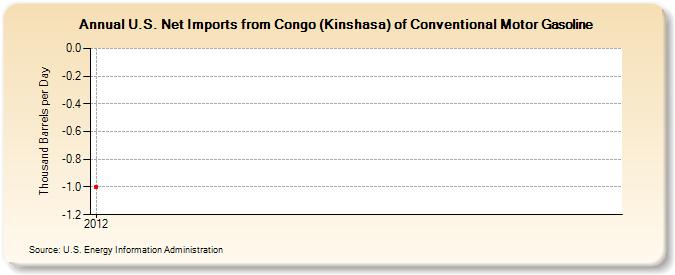 Annual U.S. Net Imports from Congo (Kinshasa) of Conventional Motor Gasoline
Thousand Barrels per Day
0.0
-0.2
-0.4
-0.6
-0.8
-1.0
-1.2
2012
Source: U.S. Energy Information Administration